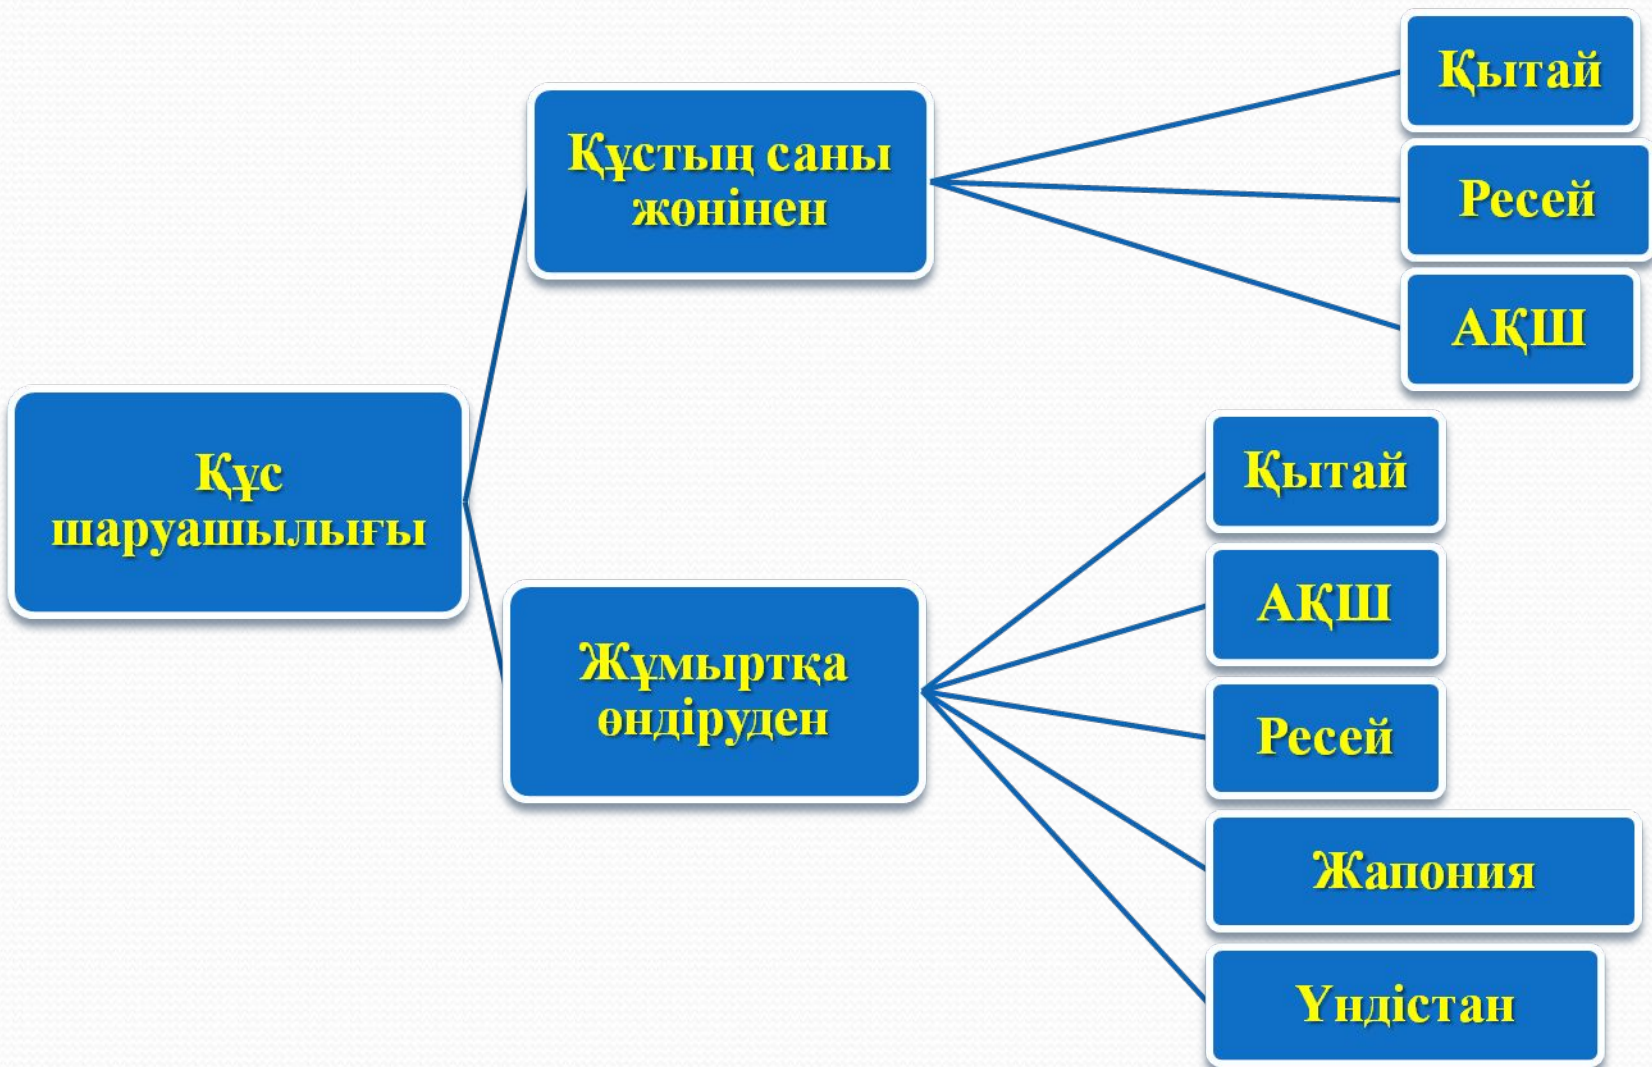 Құс
шаруашылығы
Құстың саны
жөнінен
Қытай
Ресей
АҚШ
Жұмыртқа
өндіруден
Қытай
АҚШ
Ресей
Жапония
Үндістан